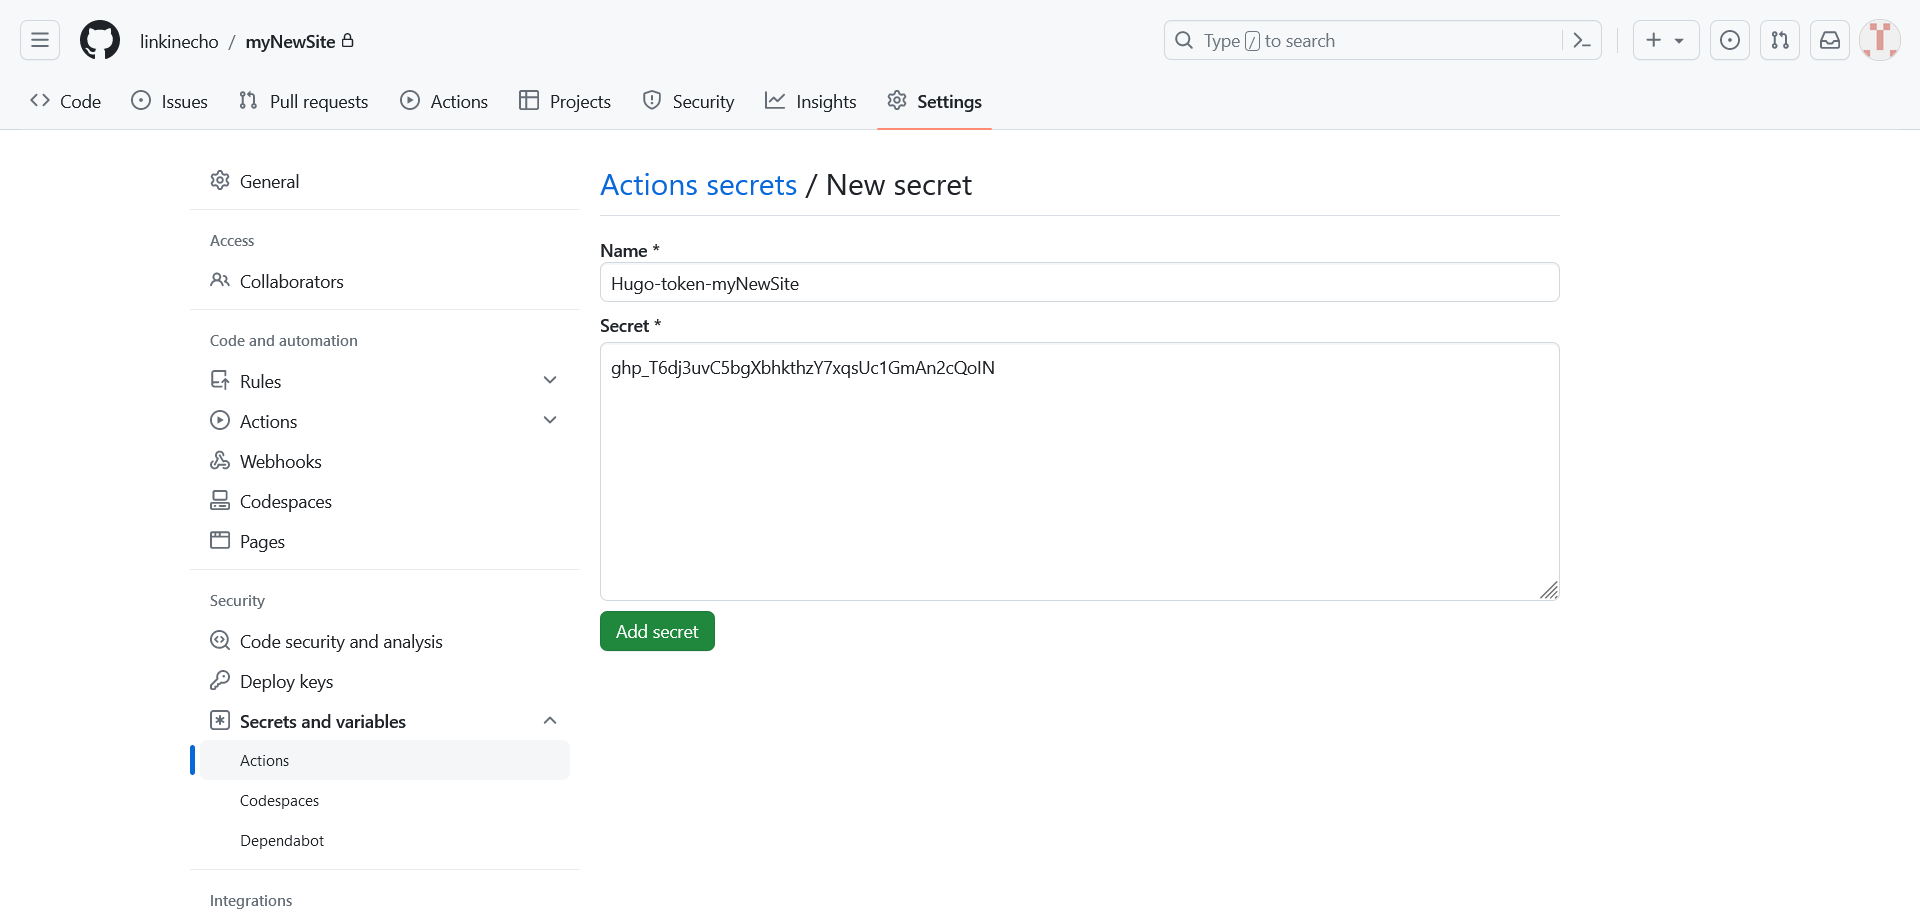 linkinecho / myNewSite
Type / to search
Code
Issues
Pull requests
Actions
Projects
Security
Insights
Settings
General
Access
Collaborators
Code and automation
Rules
Actions
Webhooks
Codespaces
Pages
Security
Code security and analysis
Deploy keys
Secrets and variables
Actions
Codespaces
Dependabot
Integrations
Actions secrets / New secret
Name *
Hugo-token-myNewSite
Secret *
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
Add secret